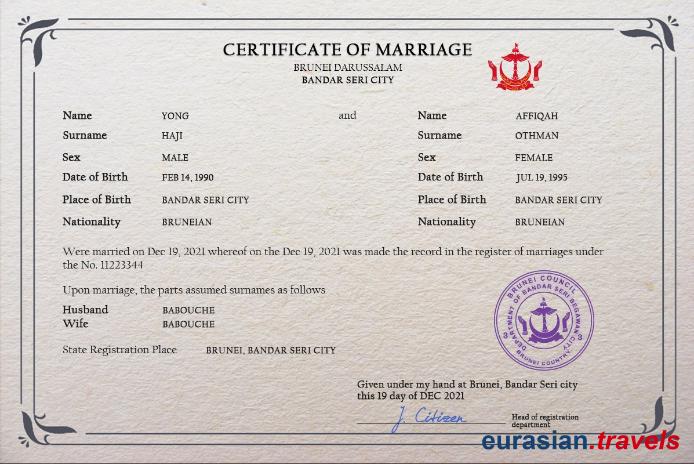 CERTIFICATE OF MARRIAGE
BRUNEI DARUSSALAM
BANDAR SERI CITY
Name YONG and Name AFFIQAH
Surname HAJI Surname OTHMAN
Sex MALE Sex FEMALE
Date of Birth FEB 14, 1990 Date of Birth JUL 19, 1995
Place of Birth BANDAR SERI CITY Place of Birth BANDAR SERI CITY
Nationality BRUNEIAN Nationality BRUNEIAN
Were married on Dec 19, 2021 whereof on the Dec 19, 2021 was made the record in the register of marriages under
the No. 11223344
Upon marriage, the parts assumed surnames as follows
Husband BABOUCHE
Wife BABOUCHE
State Registration Place BRUNEI, BANDAR SERI CITY
BRUNEI COUNCIL
DEPARTMENT OF BANDAR SERI BEGAWAN CITY
3 3
BRUNEI COUNTRY
Given under my hand at Brunei, Bandar Seri city
this 19 day of DEC 2021
J. Citizen
Head of registration
department
eurasian.travels